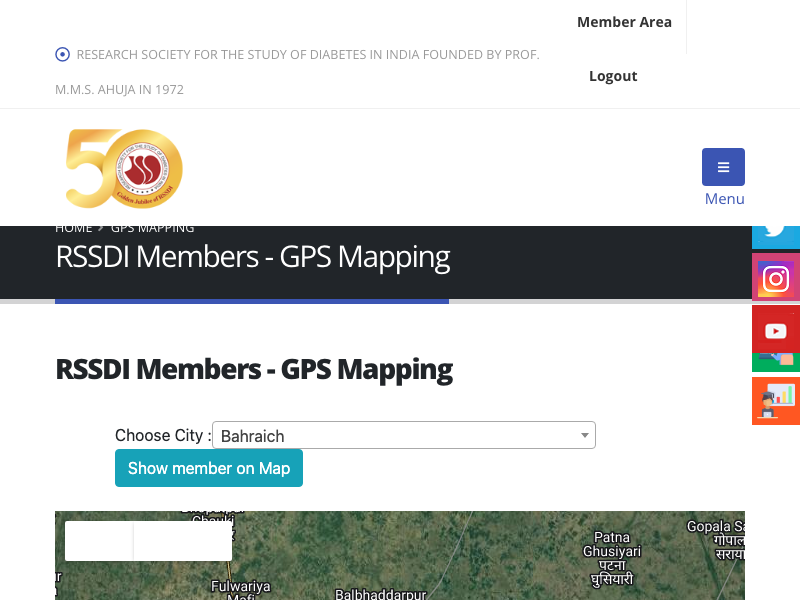 Member Area
RESEARCH SOCIETY FOR THE STUDY OF DIABETES IN INDIA FOUNDED BY PROF.
M.M.S. AHUJA IN 1972
Logout
50
Golden Jubilee of RSSDI
Menu
HOME > GPS MAPPING
RSSDI Members - GPS Mapping
RSSDI Members - GPS Mapping
Choose City : Bahraich
Show member on Map
Chouki
Patna
Ghusiyari
पटना
घुसियारी
Gopala Sa
गोपाल
सराया
Fulwariya
Mafi
Balbhaddarpur